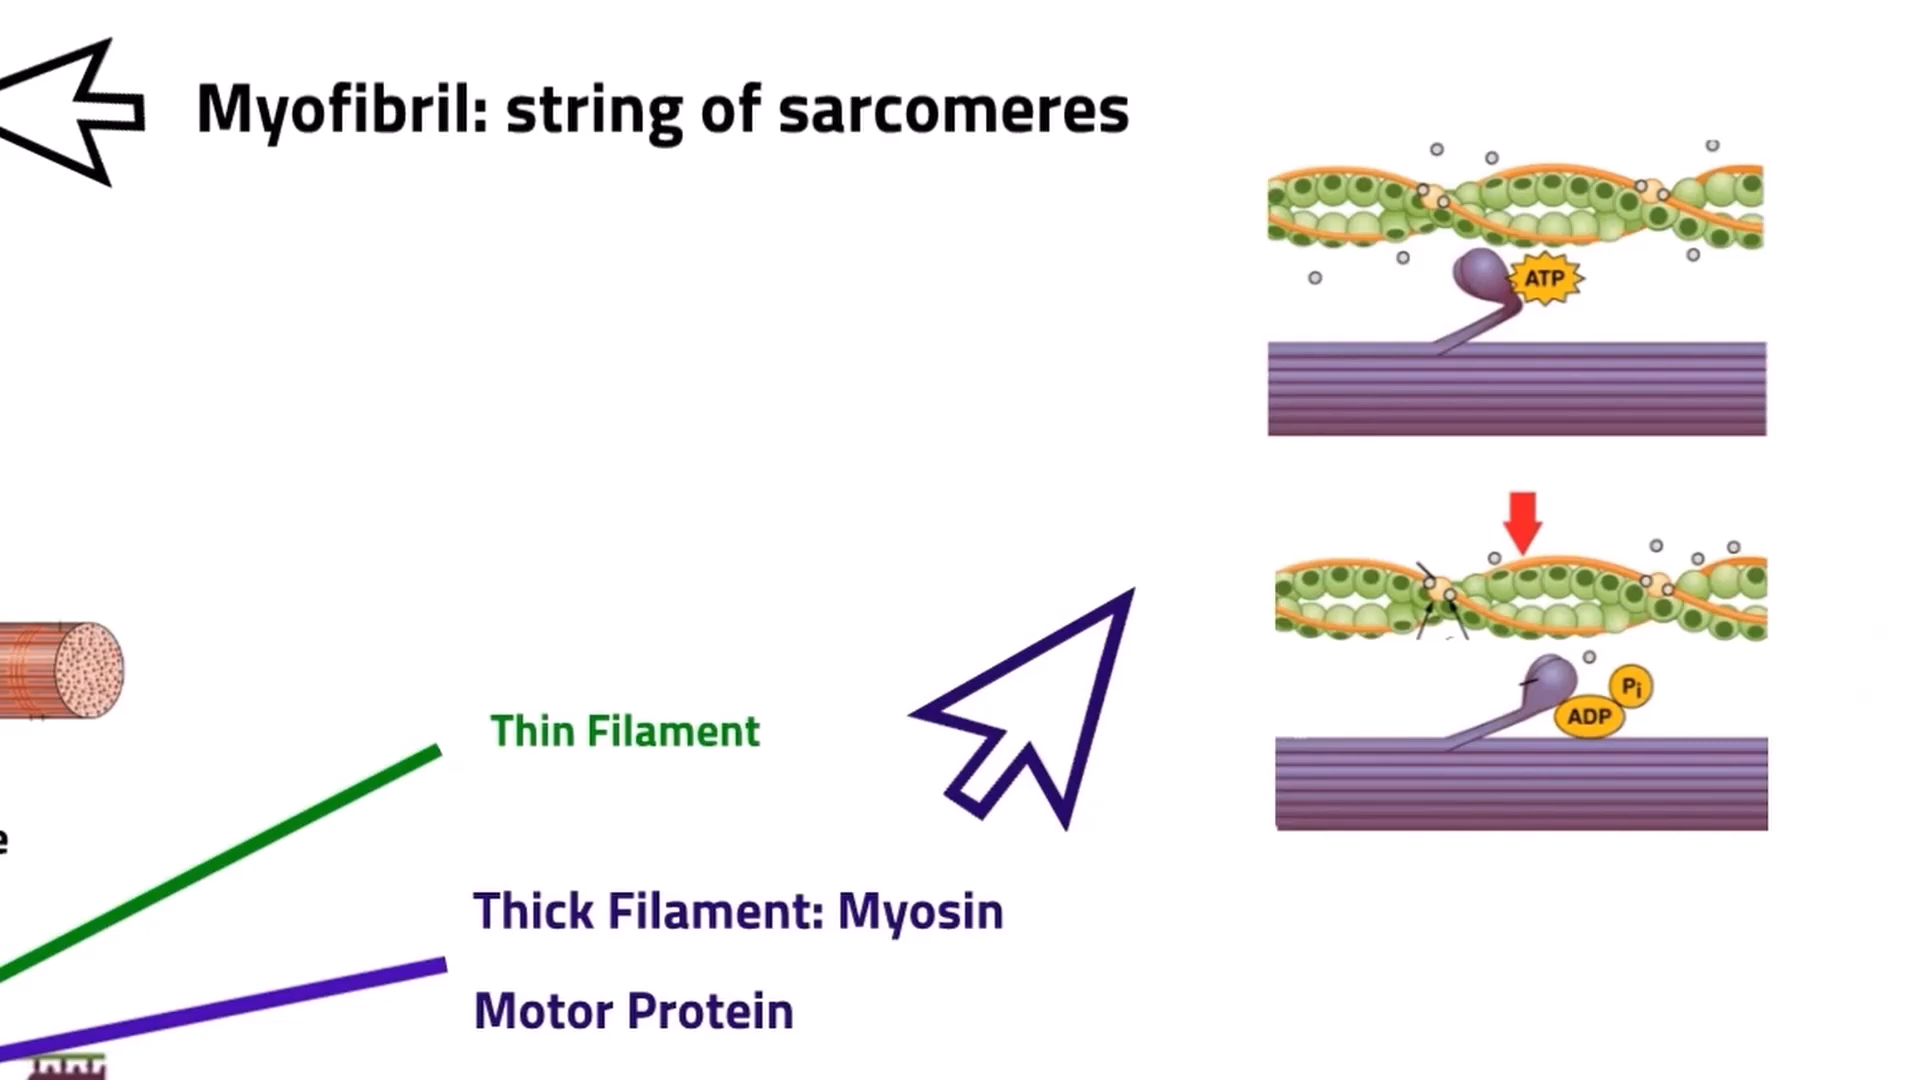 Myofibril: string of sarcomeres
ATP
Pi
ADP
Thin Filament
e
Thick Filament: Myosin
Motor Protein